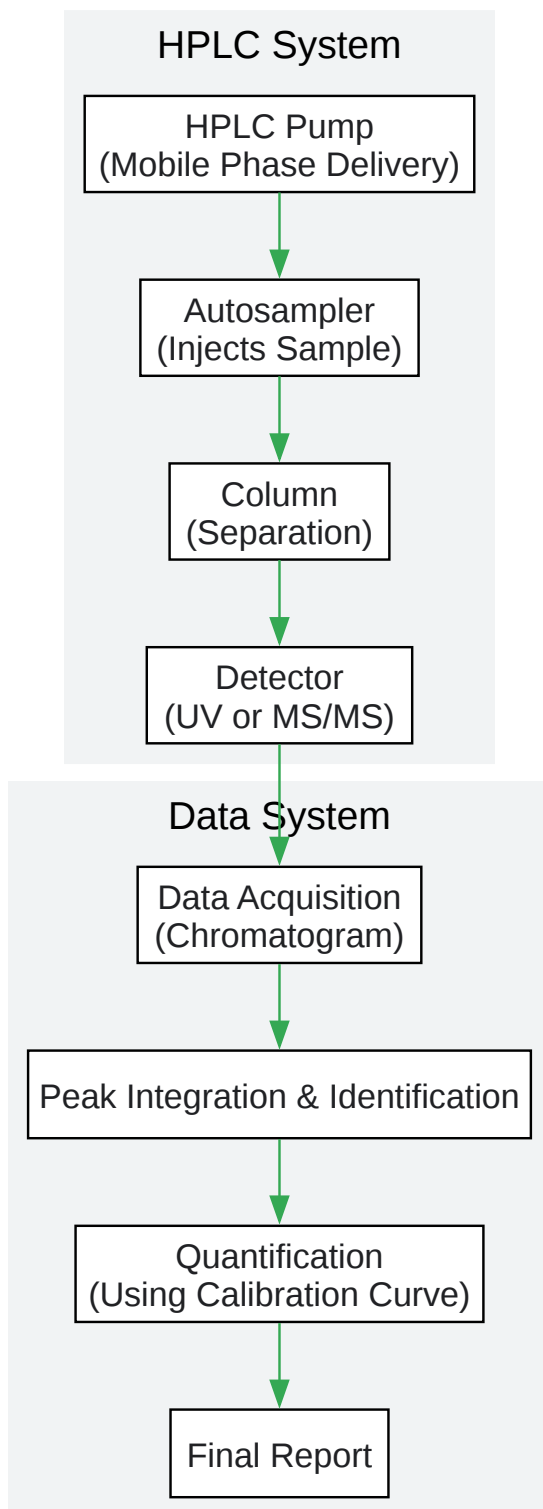 HPLC System
HPLC Pump
(Mobile Phase Delivery)
Autosampler
(Injects Sample)
Column
(Separation)
Detector
(UV or MS/MS)
Data System
Data Acquisition
(Chromatogram)
Peak Integration & Identification
Quantification
(Using Calibration Curve)
Final Report